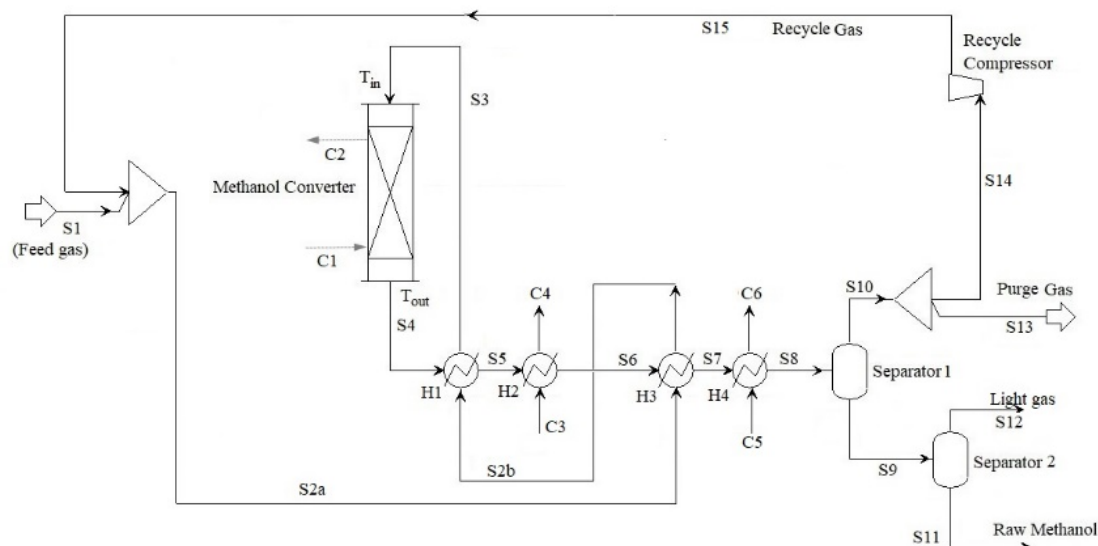 S15
Recycle Gas
Recycle
Compressor
T_in
S3
C2
S14
Methanol Converter
S1
(Feed gas)
C1
T_out
C4
C6
S10
Purge Gas
S13
S4
S5
S6
S7
S8
H1
H2
H3
H4
Separator 1
Light gas
S12
C3
C5
S2b
S9
Separator 2
S2a
S11
Raw Methanol